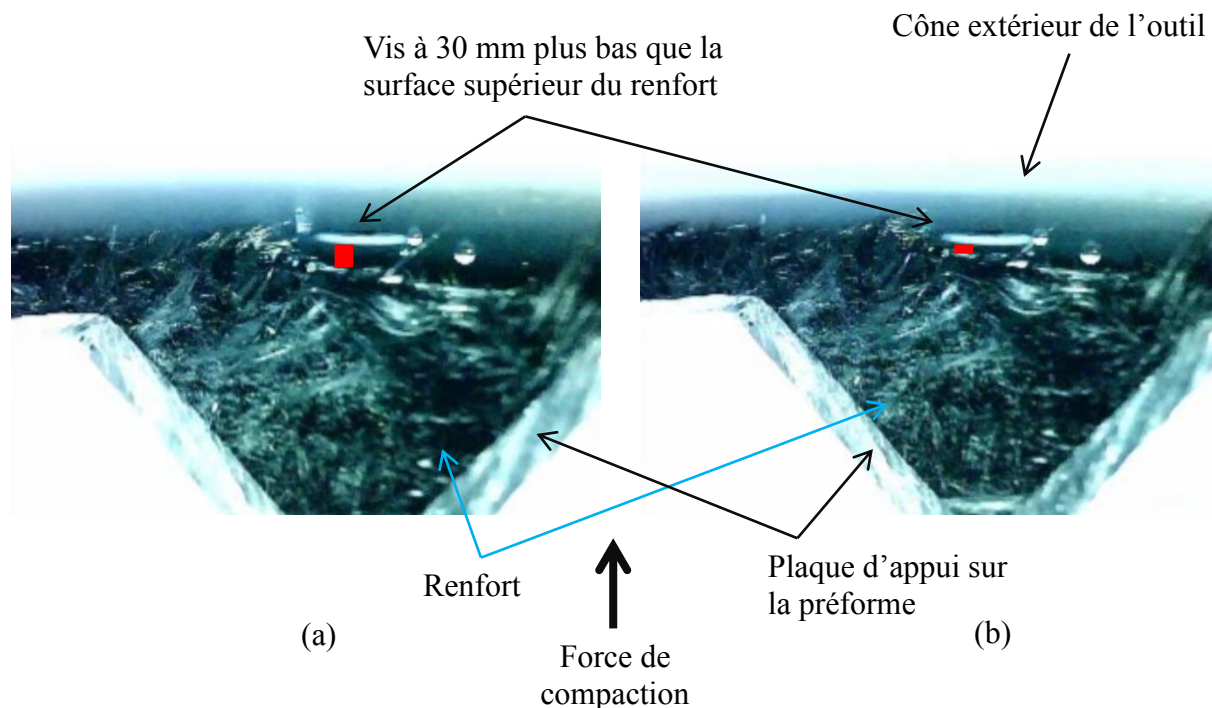 Cône extérieur de l’outil
Vis à 30 mm plus bas que la
surface supérieur du renfort
Renfort
Plaque d’appui sur
la préforme
(a)
(b)
Force de
compaction